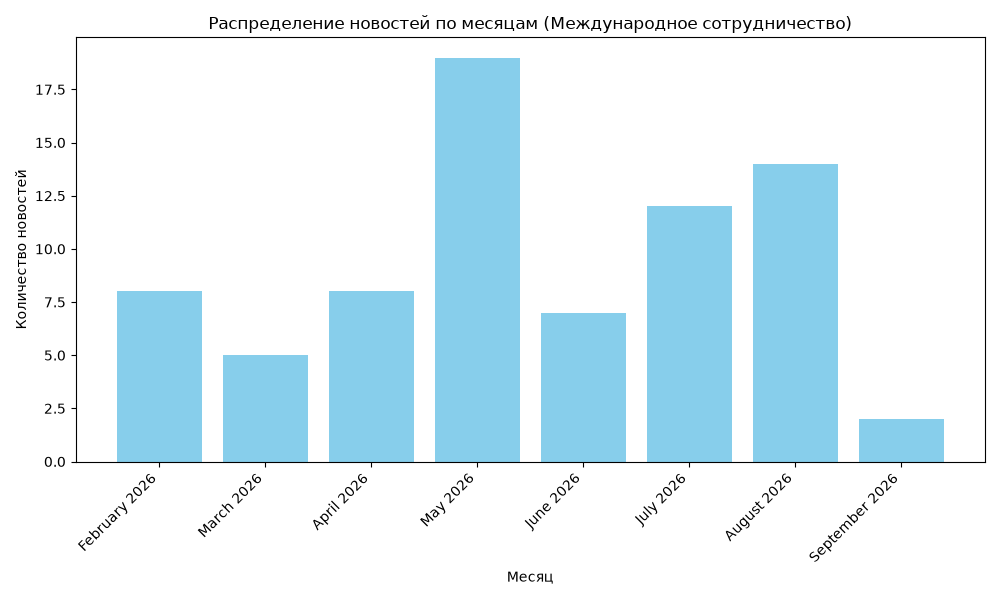 Распределение новостей по месяцам (Международное сотрудничество)
Количество новостей
17.5
15.0
12.5
10.0
7.5
5.0
2.5
0.0
February 2026
March 2026
April 2026
May 2026
June 2026
July 2026
August 2026
September 2026
Месяц